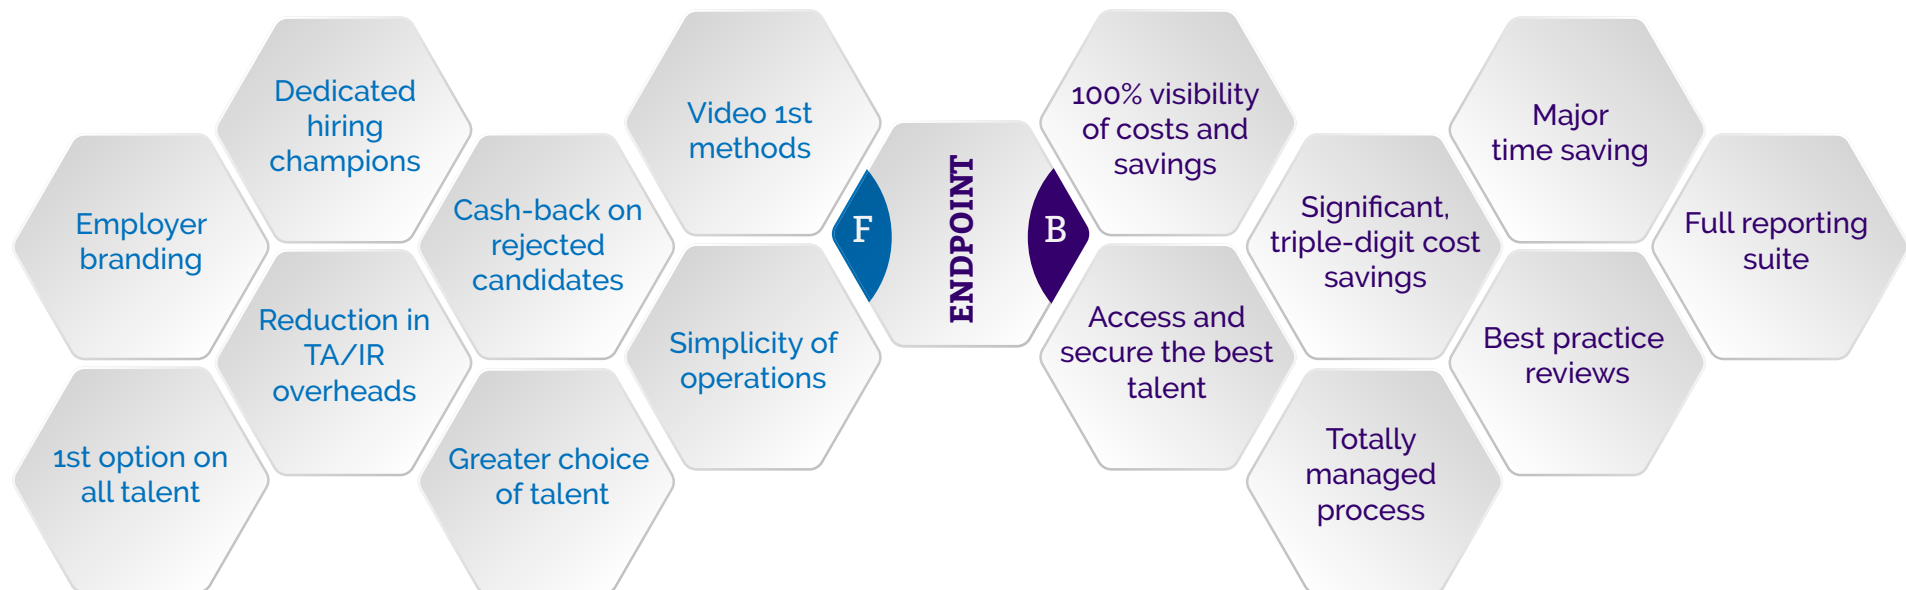 Dedicated
hiring
champions
Employer
branding
Cash-back on
rejected
candidates
Reduction in
TA/IR
overheads
1st option on
all talent
Greater choice
of talent
Video 1st
methods
Simplicity of
operations
F
ENDPOINT
B
100% visibility
of costs and
savings
Access and
secure the best
talent
Significant,
triple-digit cost
savings
Totally
managed
process
Major
time saving
Best practice
reviews
Full reporting
suite